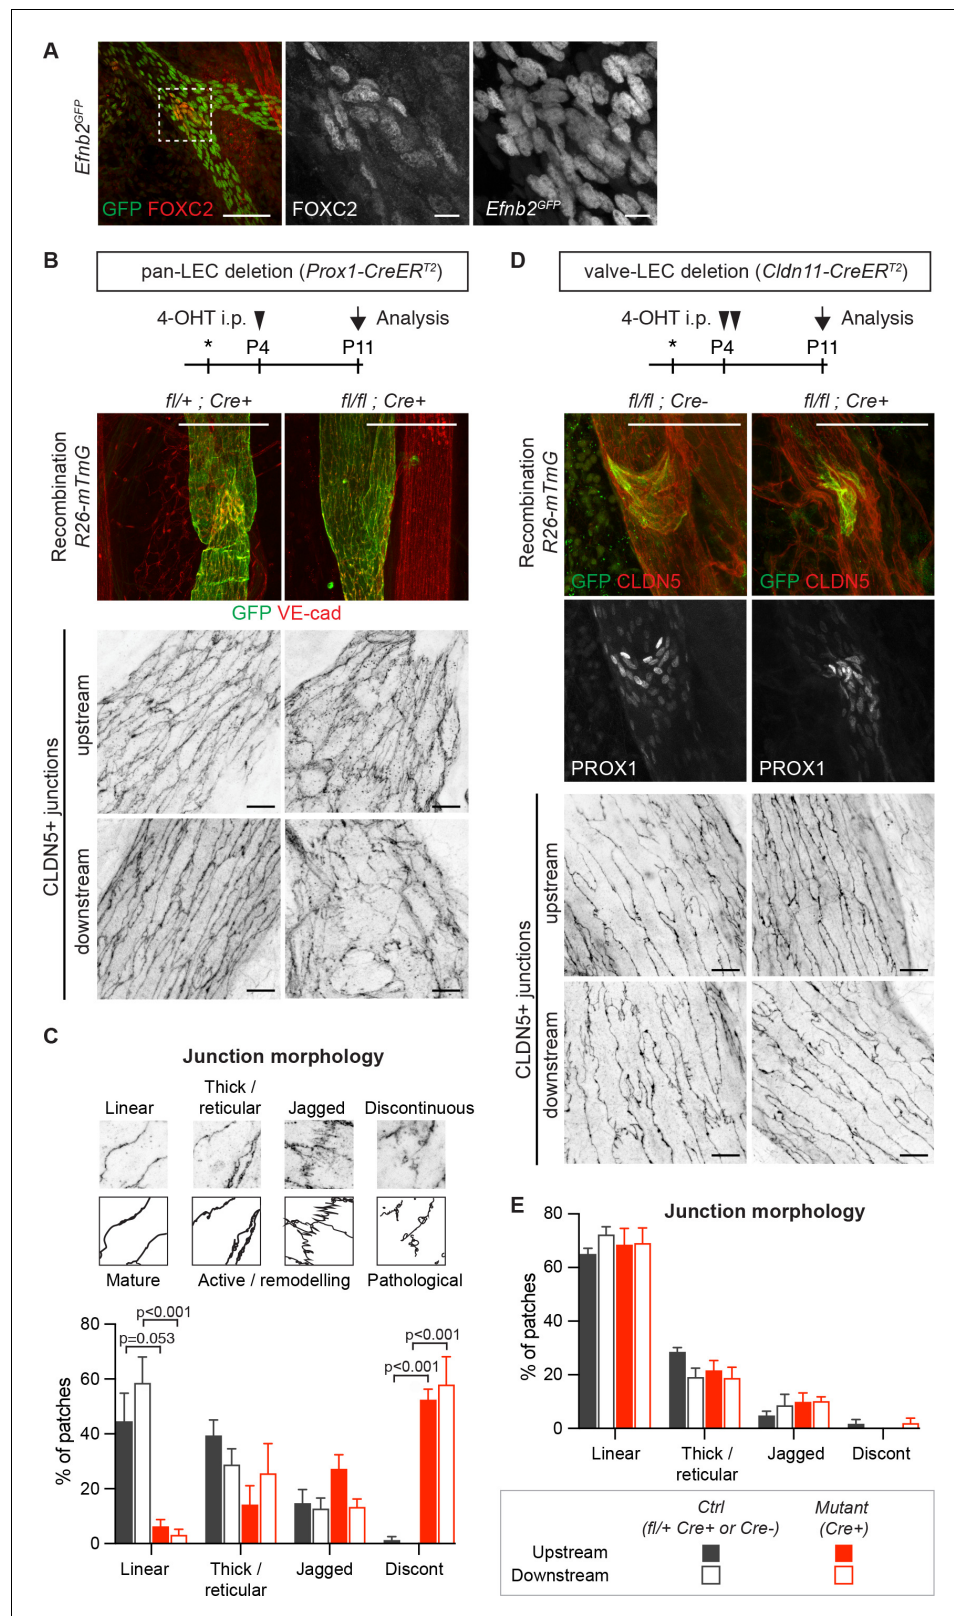 A
Efnb2GFP
GFP FOXC2
FOXC2
Efnb2GFP
B
pan-LEC deletion (Prox1-CreERT2)
4-OHT i.p.
Analysis
*
P4
P11
fl/+ ; Cre+
fl/fl ; Cre+
Recombination
R26-mTmG
GFP VE-cad
CLDN5+ junctions
upstream
downstream
C
Junction morphology
Linear
Thick /
reticular
Jagged
Discontinuous
Mature
Active / remodelling
Pathological
p<0.001
p=0.053
p<0.001
p<0.001
% of patches
80
60
40
20
0
Linear
Thick /
reticular
Jagged
Discont
D
valve-LEC deletion (Cldn11-CreERT2)
4-OHT i.p.
Analysis
*
P4
P11
fl/fl ; Cre-
fl/fl ; Cre+
Recombination
R26-mTmG
GFP CLDN5
GFP CLDN5
PROX1
PROX1
CLDN5+ junctions
upstream
downstream
E
Junction morphology
% of patches
80
60
40
20
0
Linear
Thick /
reticular
Jagged
Discont
Ctrl
(fl/+ Cre+ or Cre-)
Mutant
(Cre+)
Upstream
Downstream